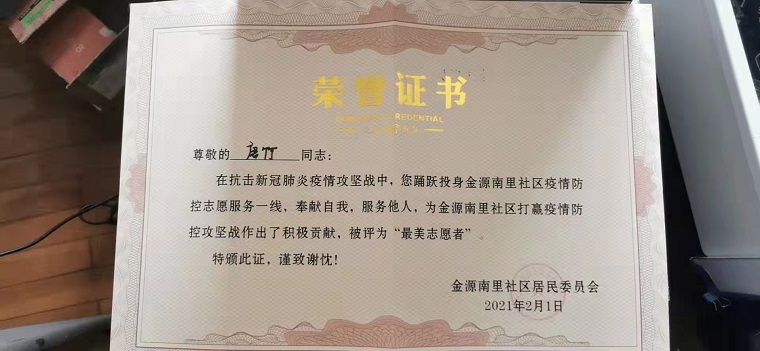 荣誉证书
尊敬的 唐竹 同志：
在抗击新冠肺炎疫情攻坚战中，您踊跃投身金源南里社区疫情防
控志愿服务一线，奉献自我，服务他人，为金源南里社区打赢疫情防
控攻坚战作出了积极贡献，被评为“最美志愿者”。
特颁此证，谨致谢忱！
金源南里社区居民委员会
2021年2月1日